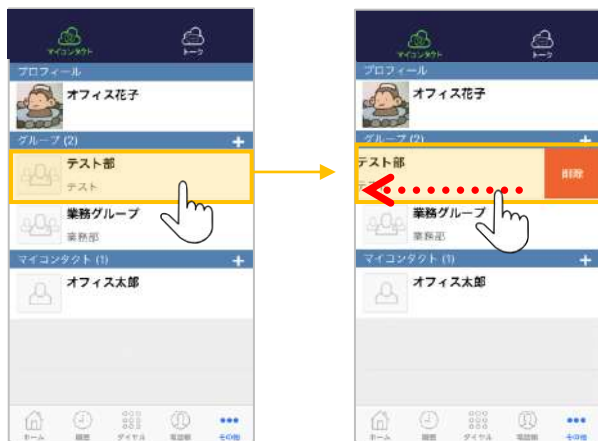 マイコンタクト
トーク
プロフィール
オフィス花子
グループ (2)
+
テスト部
テスト
業務グループ
業務部
マイコンタクト (1)
+
オフィス太郎
ホーム
履歴
ダイヤル
電話帳
その他
マイコンタクト
トーク
プロフィール
オフィス花子
グループ (2)
+
テスト部
削除
業務グループ
業務部
マイコンタクト (1)
+
オフィス太郎
ホーム
履歴
ダイヤル
電話帳
その他